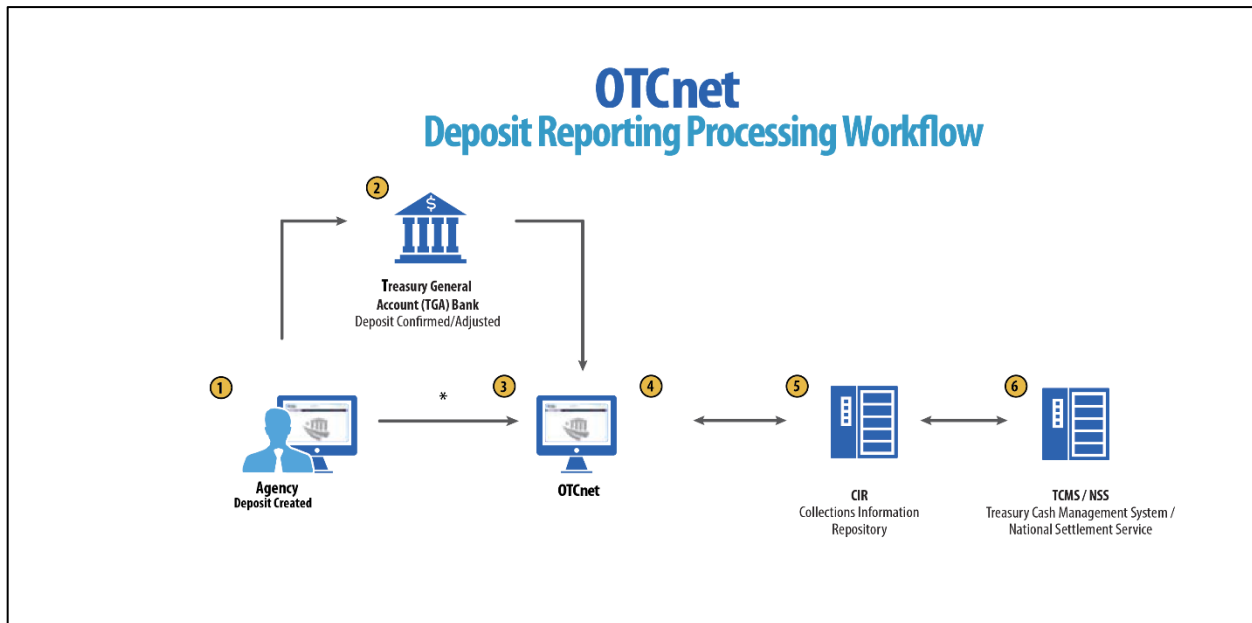 OTCnet
Deposit Reporting Processing Workflow
2
$
Treasury General
Account (TGA) Bank
Deposit Confirmed/Adjusted
1
*
3
4
5
6
Agency
Deposit Created
OTCnet
CIR
Collections Information
Repository
TCMS / NSS
Treasury Cash Management System /
National Settlement Service